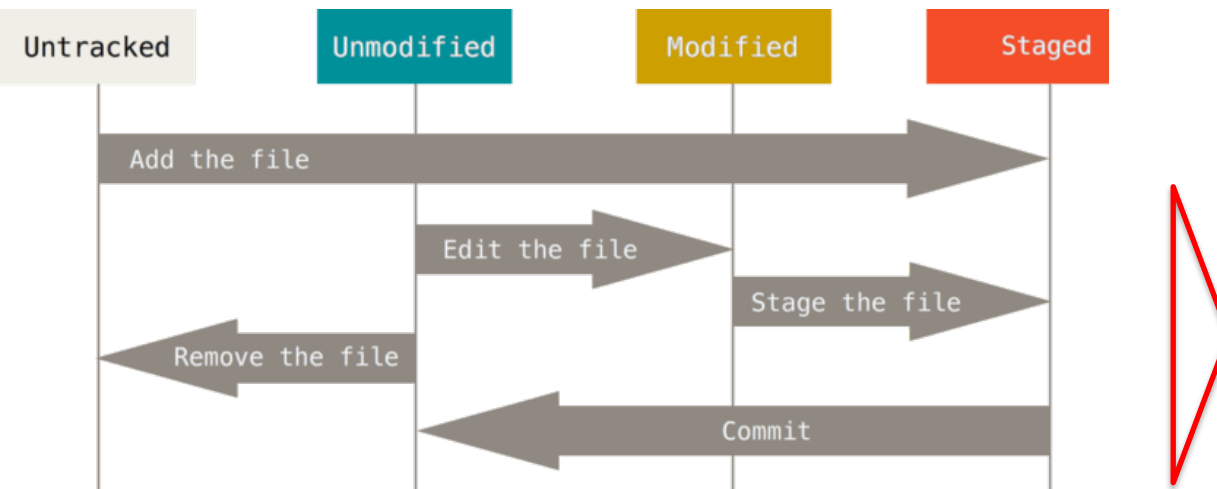 Untracked
Unmodified
Modified
Staged
Add the file
Edit the file
Stage the file
Remove the file
Commit